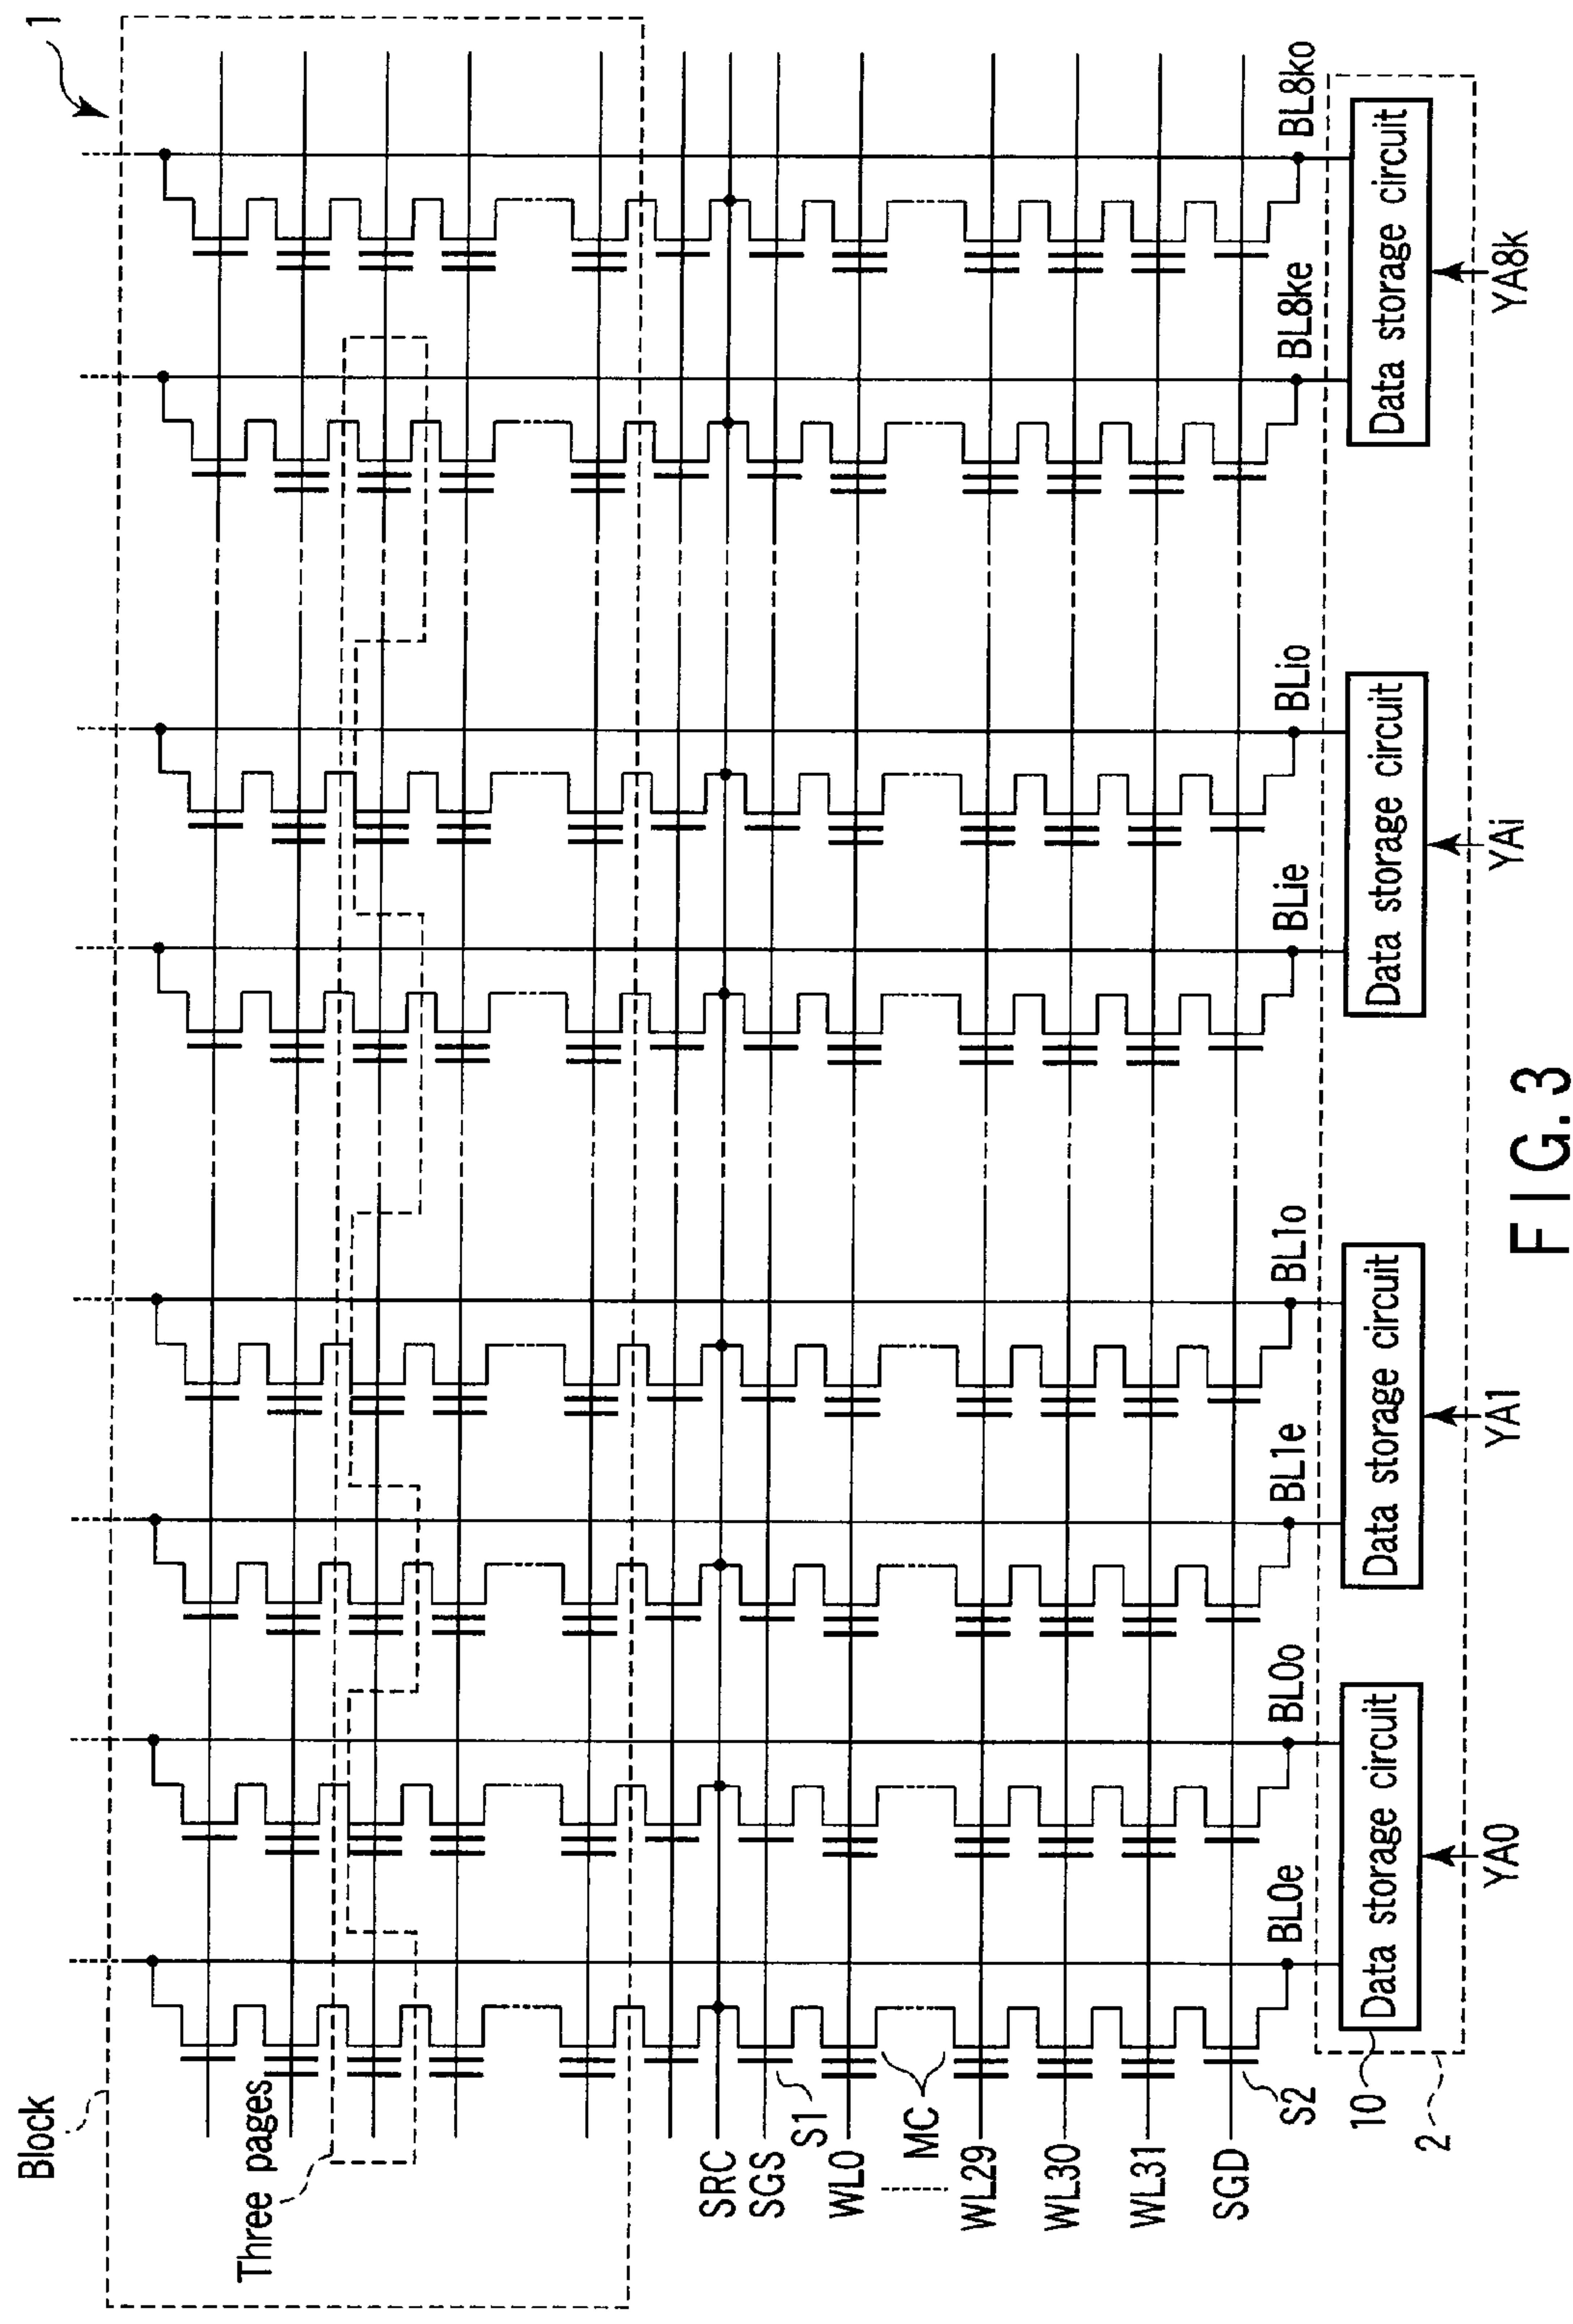 1
Block
Three pages
SRC
SGS
S1
WL0
MC
WL29
WL30
WL31
SGD
S2
BL0e
BL0o
BL1e
BL1o
BLie
BLio
BL8ke
BL8ko
10
2
Data storage circuit
Data storage circuit
Data storage circuit
Data storage circuit
YA0
YA1
YAi
YA8k
FIG. 3